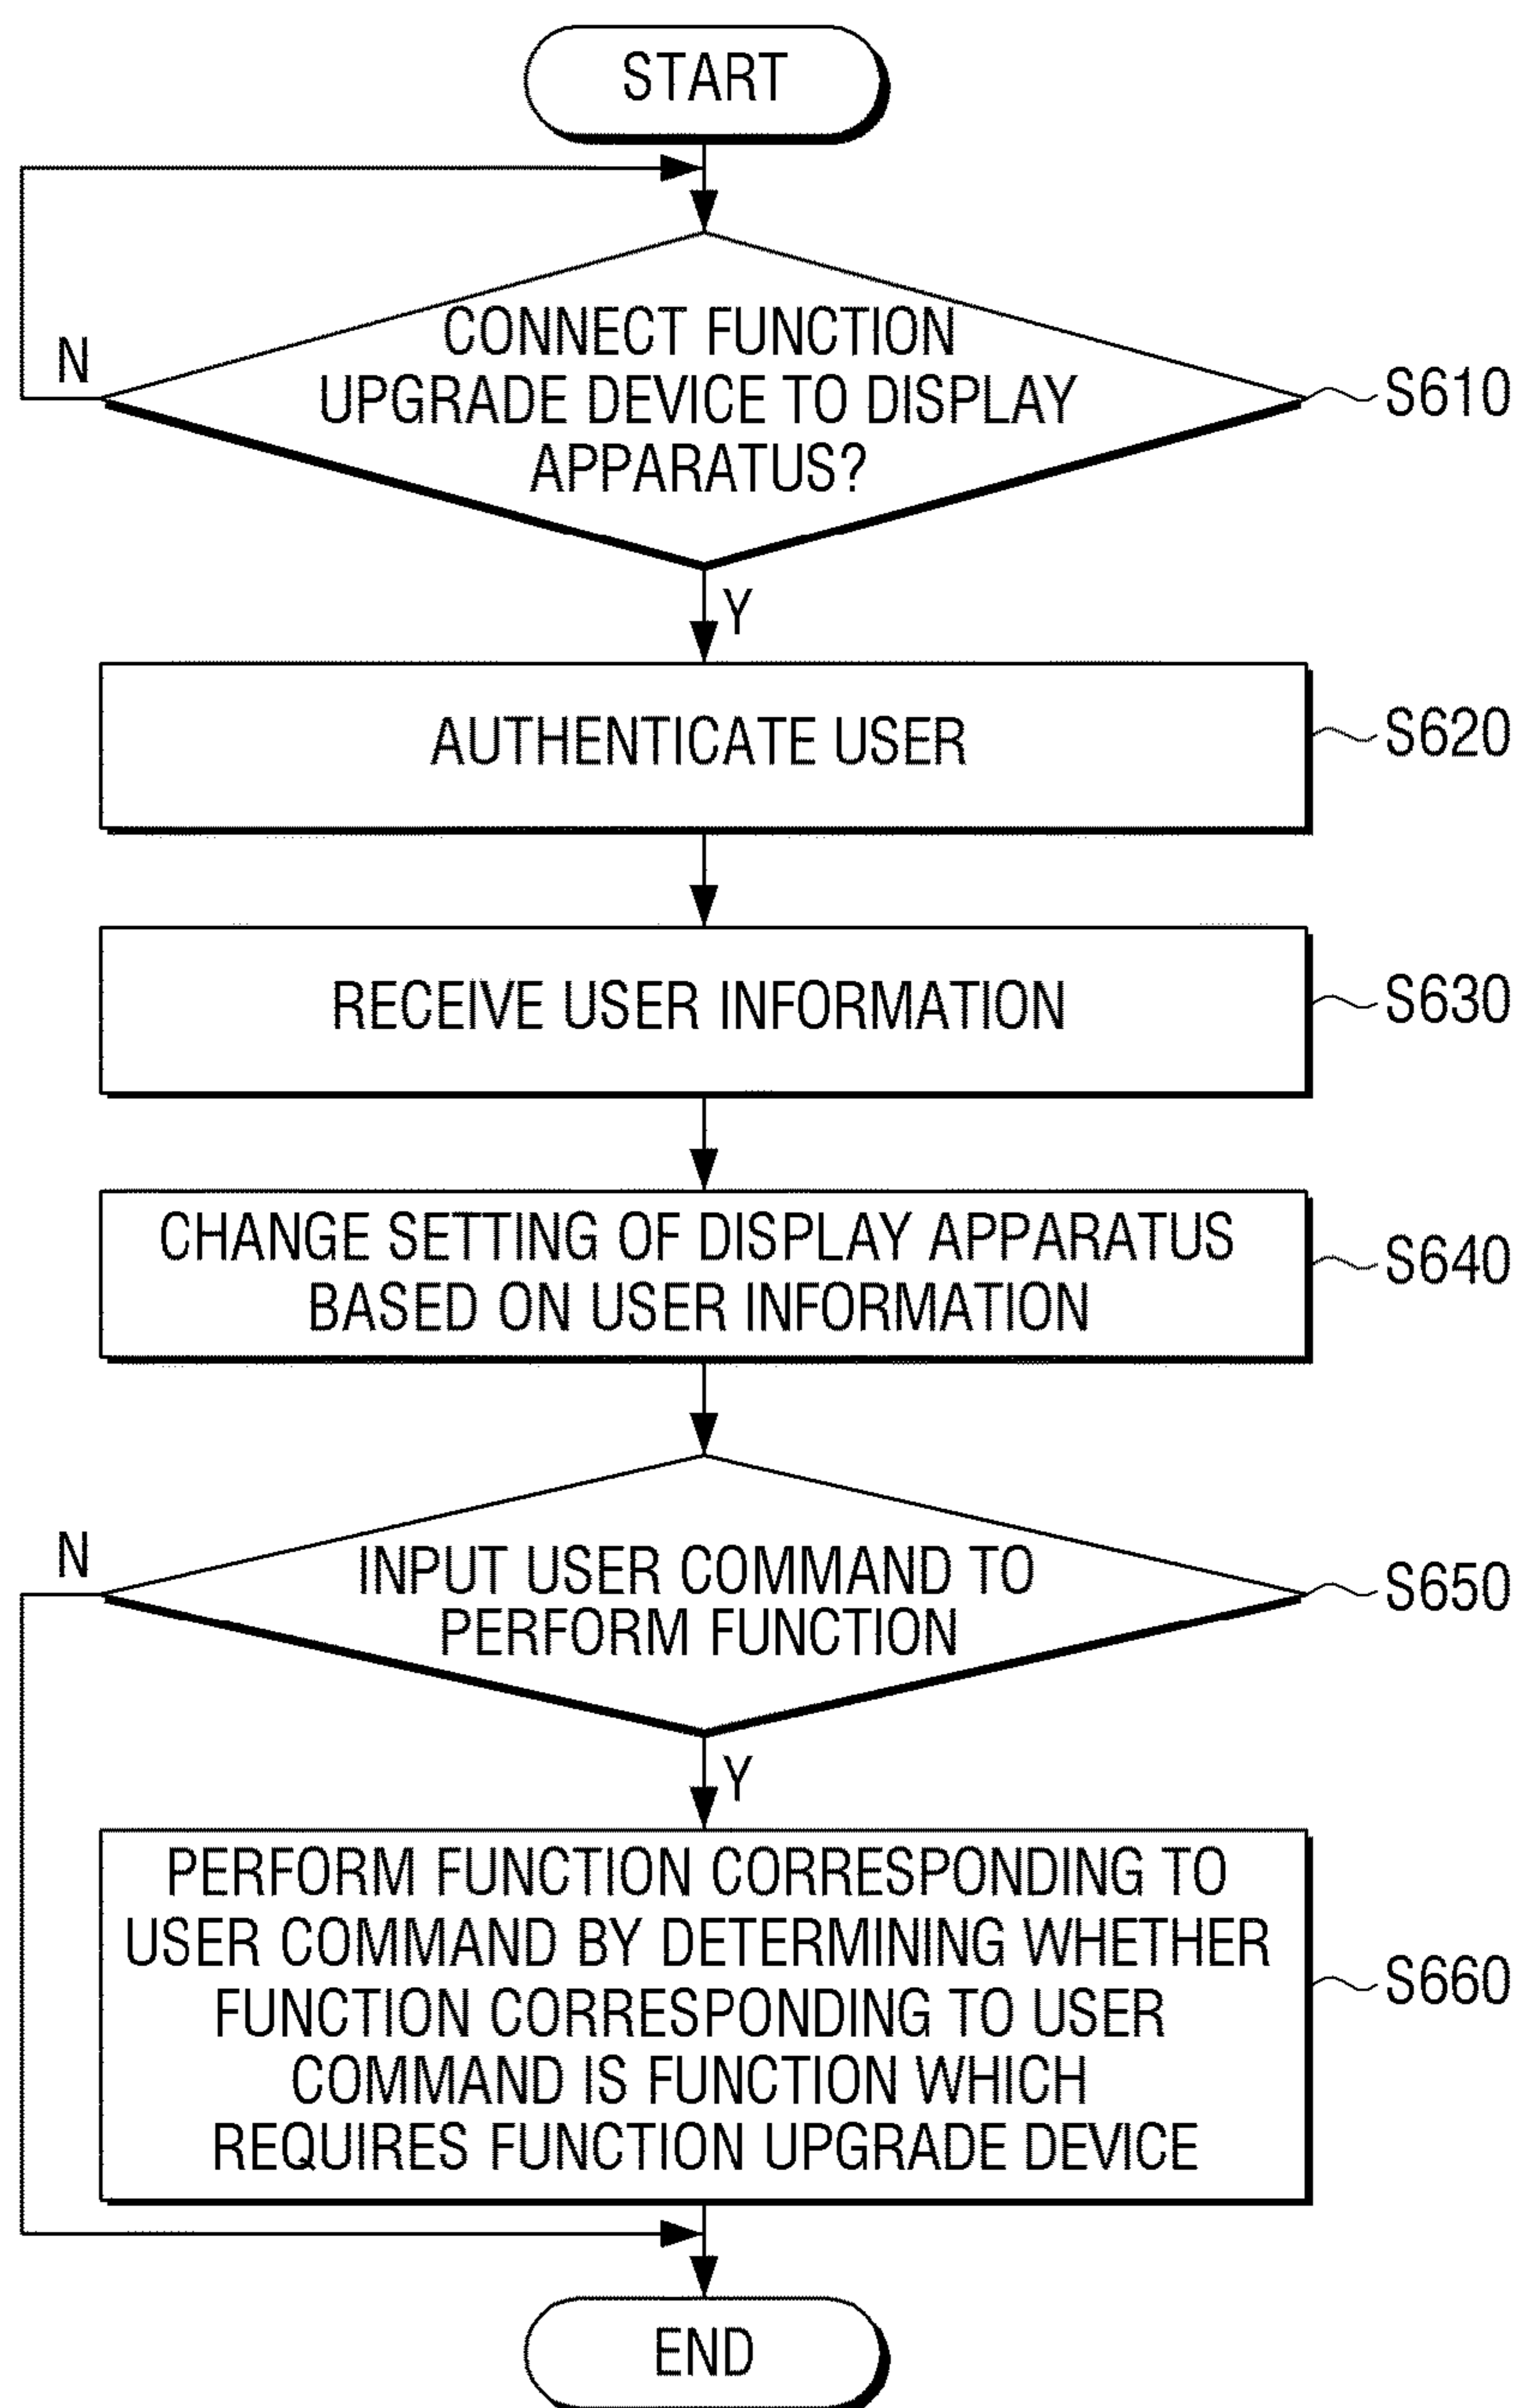 START
CONNECT FUNCTION
UPGRADE DEVICE TO DISPLAY
APPARATUS?
N
S610
Y
AUTHENTICATE USER
S620
RECEIVE USER INFORMATION
S630
CHANGE SETTING OF DISPLAY APPARATUS
BASED ON USER INFORMATION
S640
INPUT USER COMMAND TO
PERFORM FUNCTION
N
S650
Y
PERFORM FUNCTION CORRESPONDING TO
USER COMMAND BY DETERMINING WHETHER
FUNCTION CORRESPONDING TO USER
COMMAND IS FUNCTION WHICH
REQUIRES FUNCTION UPGRADE DEVICE
S660
END